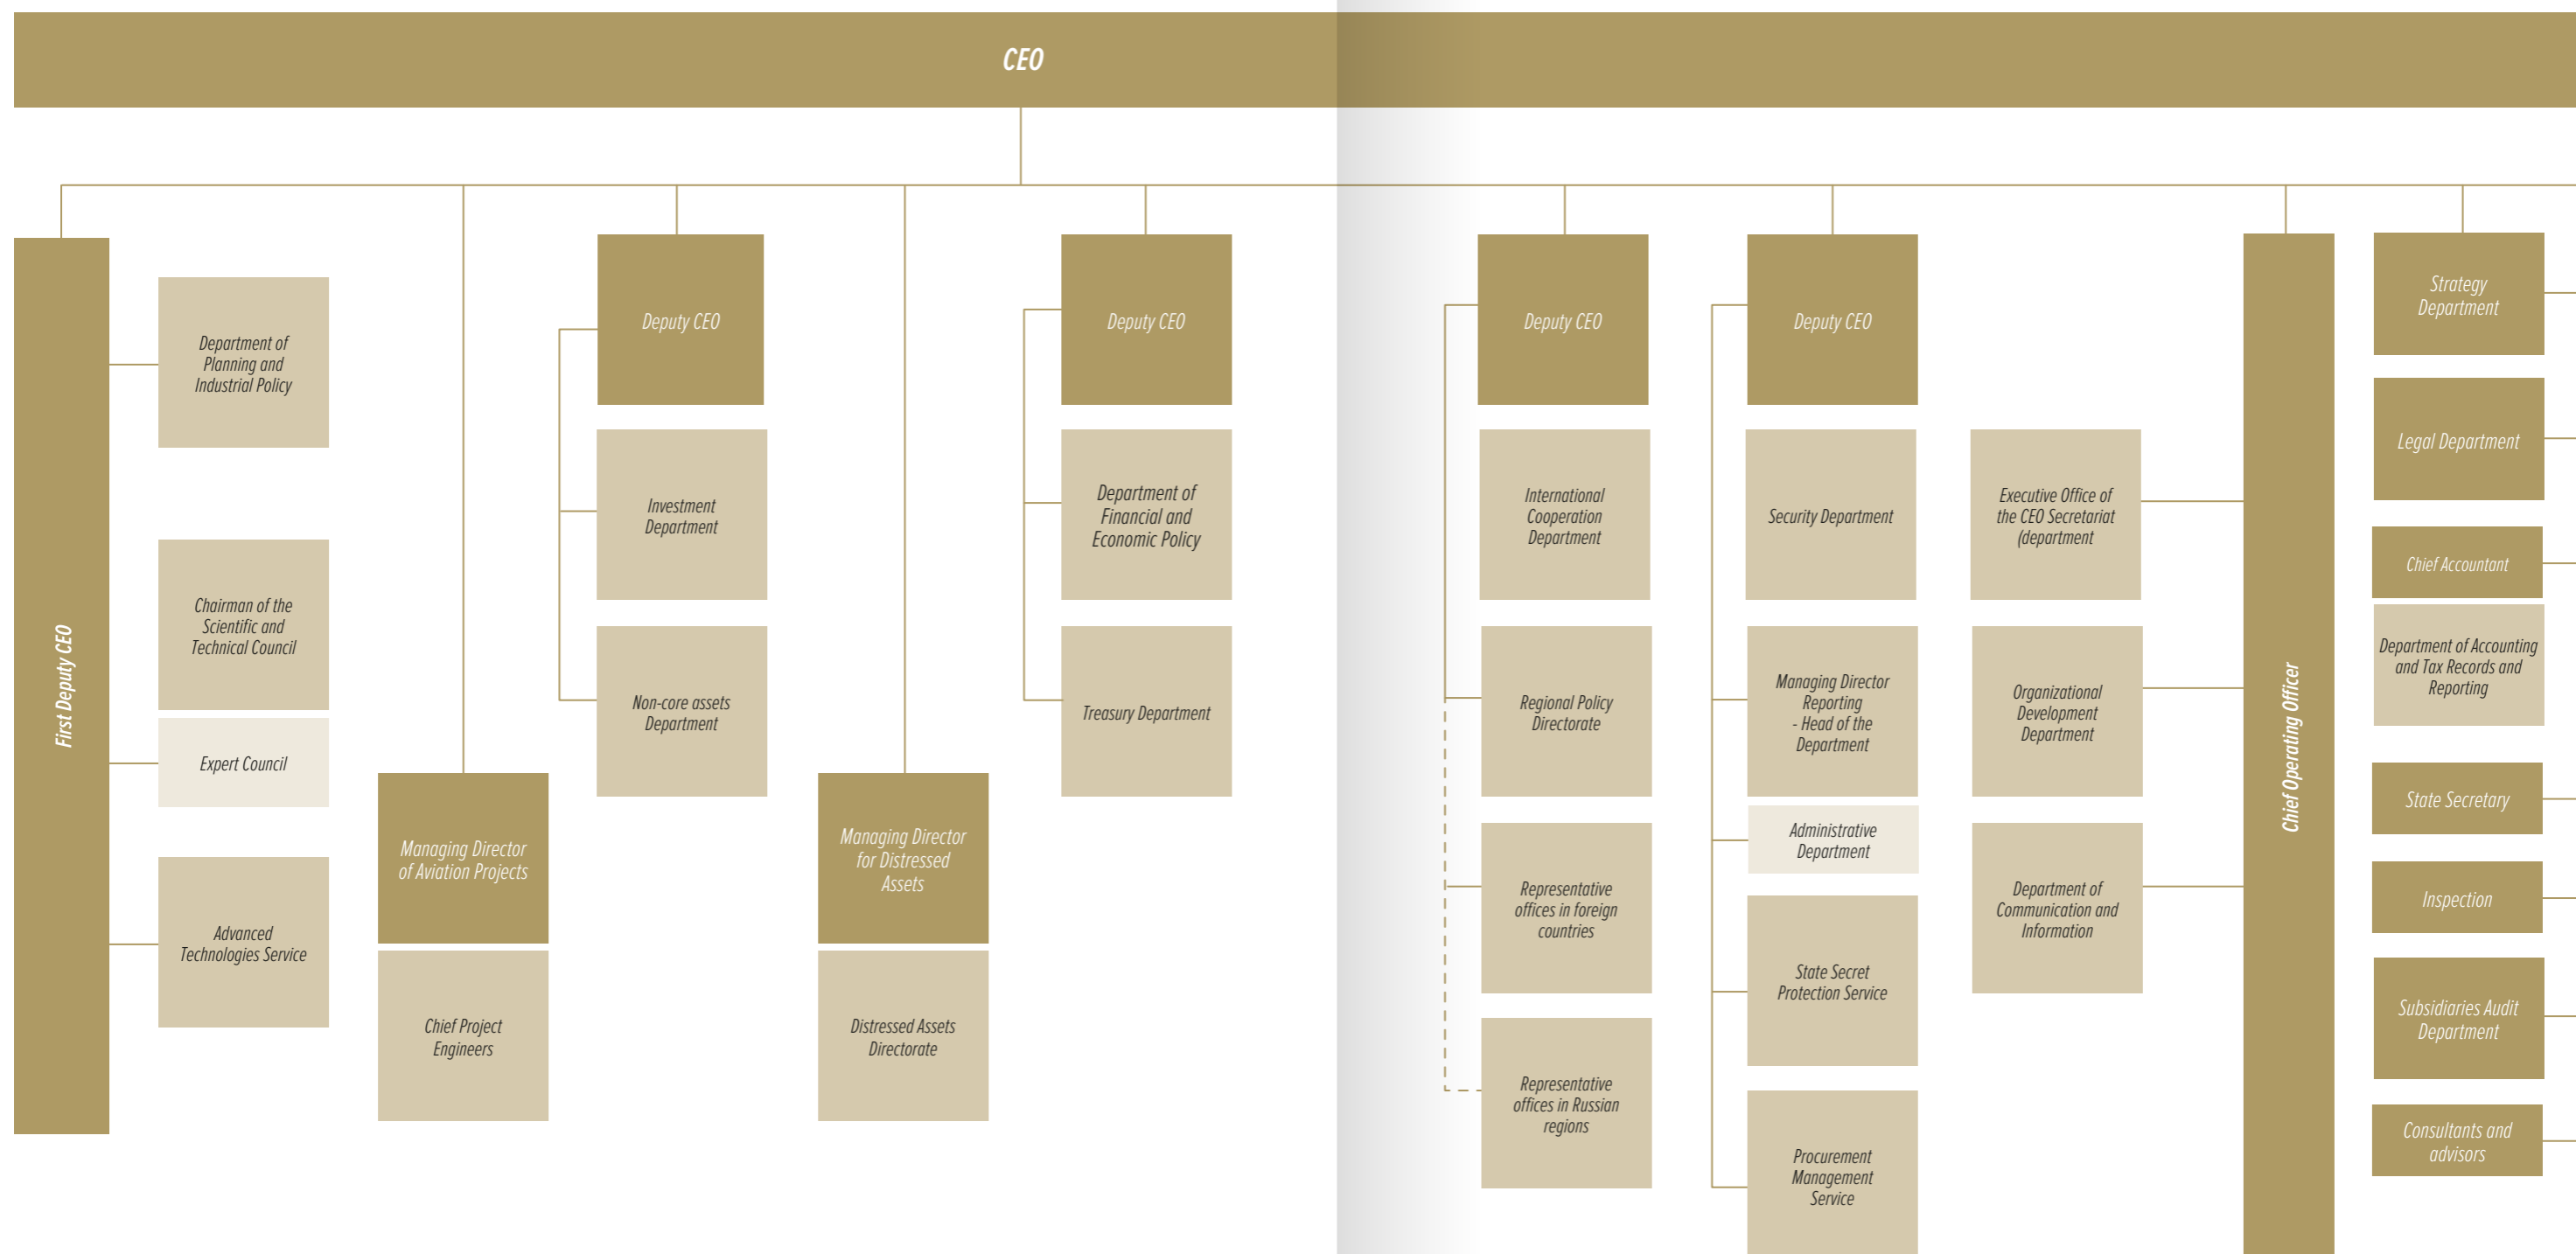 CEO
First Deputy CEO
Department of
Planning and
Industrial Policy
Chairman of the
Scientific and
Technical Council
Expert Council
Advanced
Technologies Service
Managing Director
of Aviation Projects
Chief Project
Engineers
Deputy CEO
Investment
Department
Non-core assets
Department
Managing Director
for Distressed
Assets
Distressed Assets
Directorate
Deputy CEO
Department of
Financial and
Economic Policy
Treasury Department
Deputy CEO
International
Cooperation
Department
Regional Policy
Directorate
Representative
offices in foreign
countries
Representative
offices in Russian
regions
Deputy CEO
Security Department
Managing Director
Reporting
- Head of the
Department
Administrative
Department
State Secret
Protection Service
Procurement
Management
Service
Executive Office of
the CEO Secretariat
(department
Organizational
Development
Department
Department of
Communication and
Information
Chief Operating Officer
Strategy
Department
Legal Department
Chief Accountant
Department of Accounting
and Tax Records and
Reporting
State Secretary
Inspection
Subsidiaries Audit
Department
Consultants and
advisors